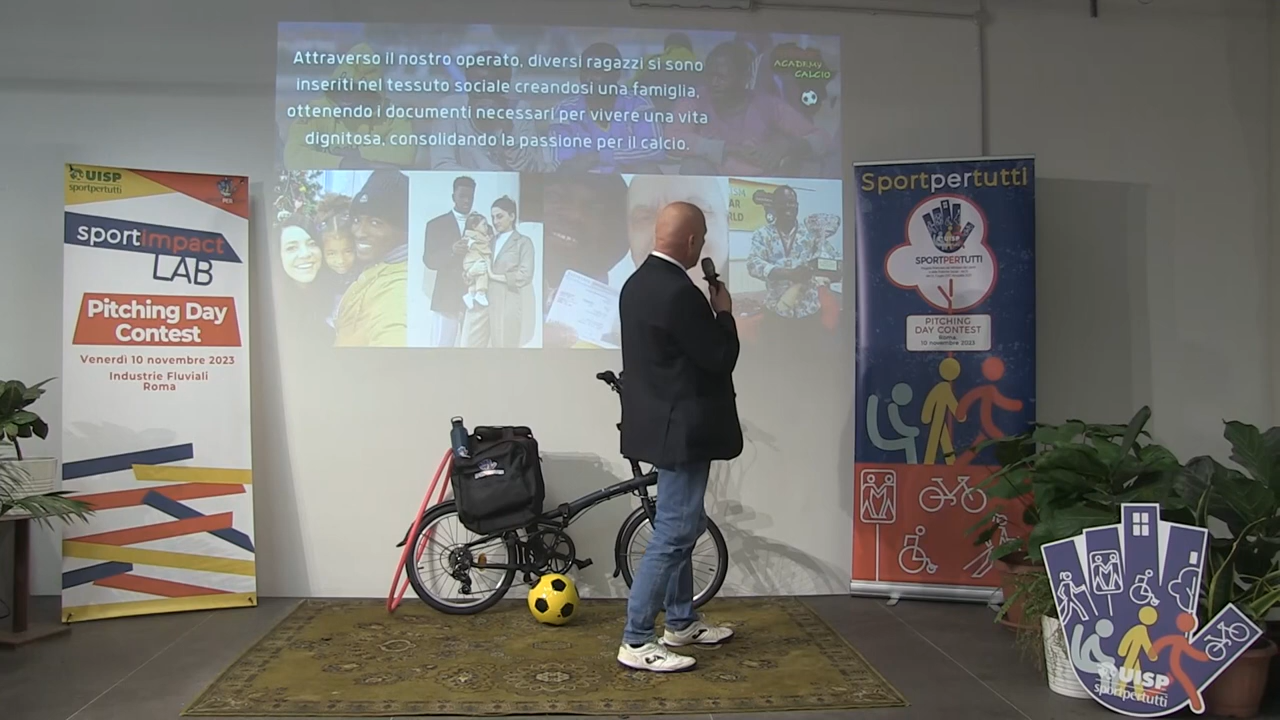 Attraverso il nostro operato, diversi ragazzi si sono
inseriti nel tessuto sociale creandosi una famiglia,
ottenendo i documenti necessari per vivere una vita
dignitosa, consolidando la passione per il calcio.
ACADEMY
CALCIO
UISP
sportpertutti
sportimpact
LAB
Pitching Day
Contest
Venerdì 10 novembre 2023
Industrie Fluviali
Roma
Sportpertutti
SPORTPERTUTTI
PITCHING
DAY CONTEST
Roma,
10 novembre 2023
UISP
sportpertutti